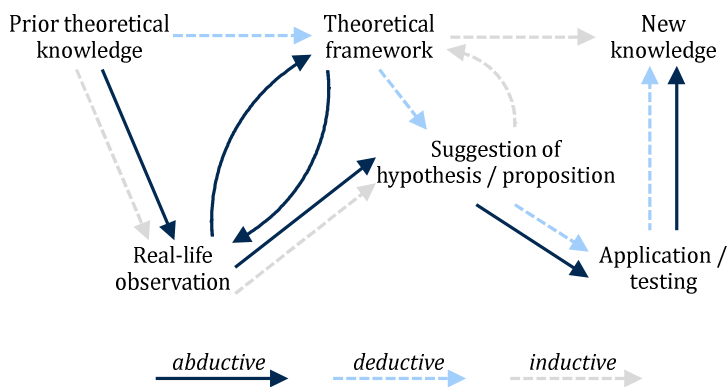 Prior theoretical
knowledge
Theoretical
framework
New
knowledge
Suggestion of
hypothesis / proposition
Real-life
observation
Application /
testing
abductive
deductive
inductive